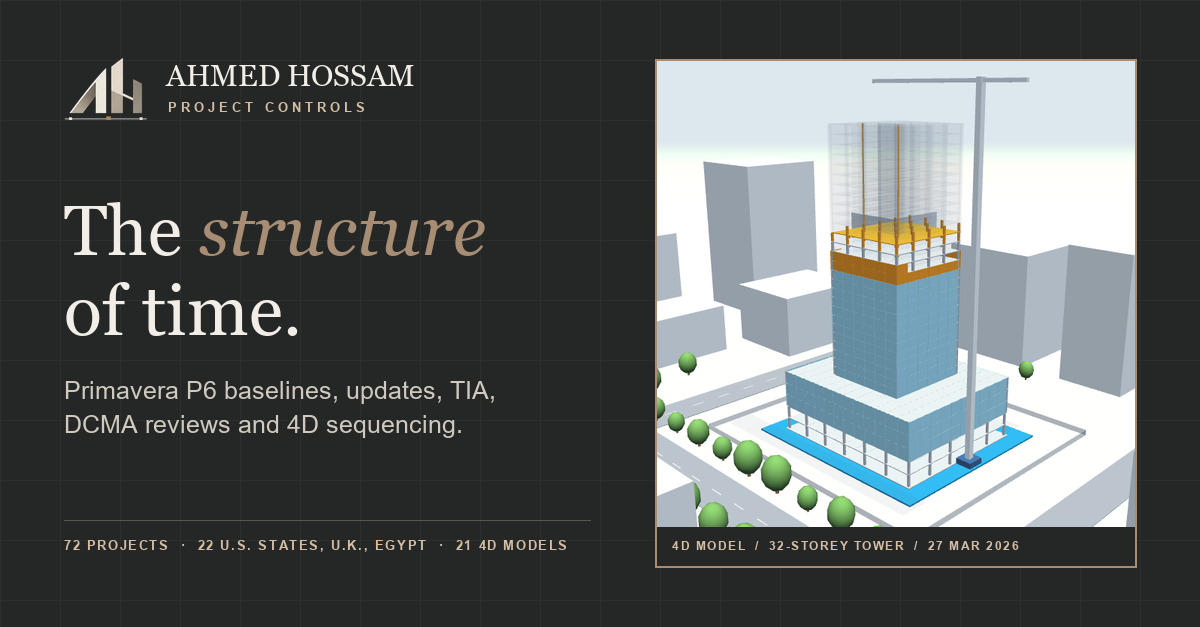 AHMED HOSSAM
PROJECT CONTROLS
The structure
of time.
Primavera P6 baselines, updates, TIA,
DCMA reviews and 4D sequencing.
72 PROJECTS · 22 U.S. STATES, U.K., EGYPT · 21 4D MODELS
4D MODEL / 32-STOREY TOWER / 27 MAR 2026